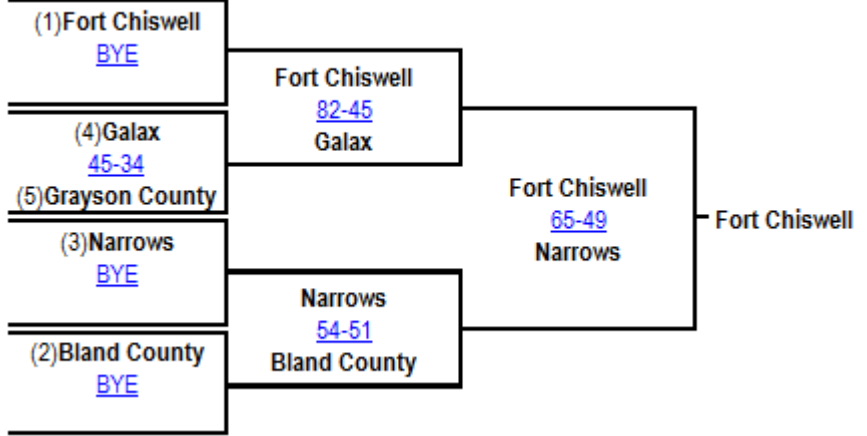 (1)Fort Chiswell
BYE
(4)Galax
45-34
(5)Grayson County
(3)Narrows
BYE
(2)Bland County
BYE
Fort Chiswell
82-45
Galax
Narrows
54-51
Bland County
Fort Chiswell
65-49
Narrows
Fort Chiswell